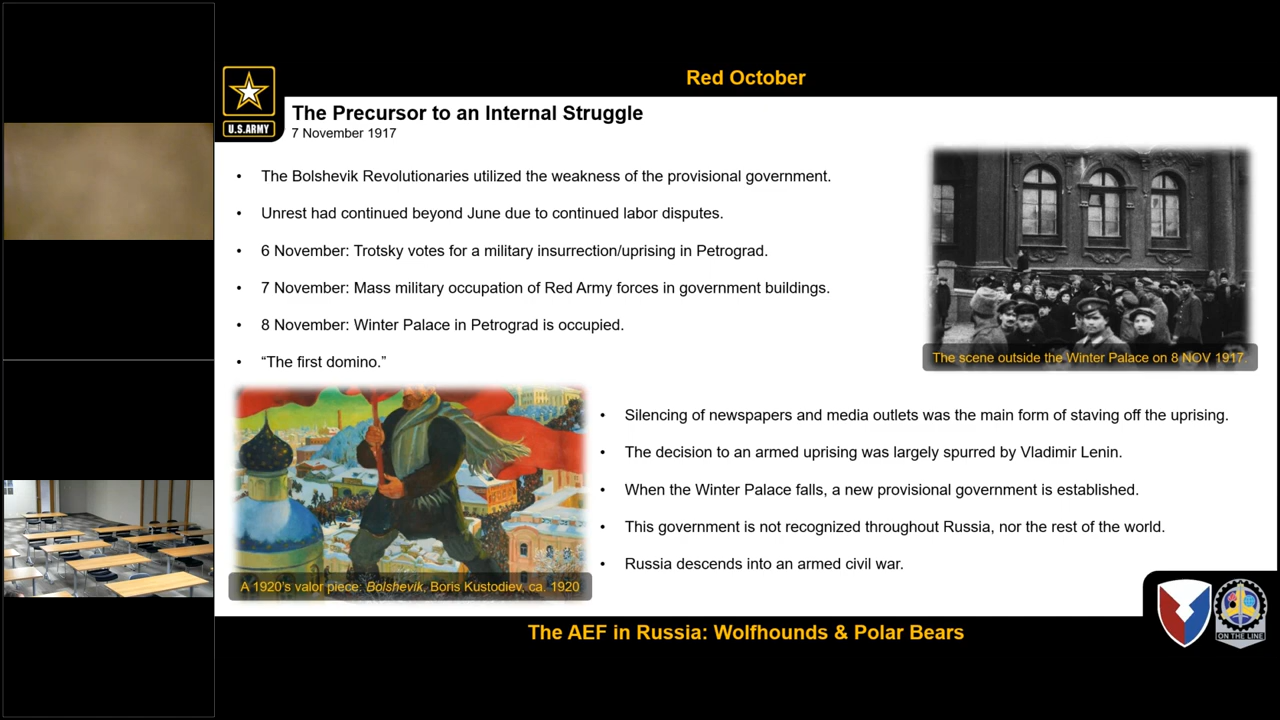 Red October
U.S.ARMY
The Precursor to an Internal Struggle
7 November 1917
• The Bolshevik Revolutionaries utilized the weakness of the provisional government.
• Unrest had continued beyond June due to continued labor disputes.
• 6 November: Trotsky votes for a military insurrection/uprising in Petrograd.
• 7 November: Mass military occupation of Red Army forces in government buildings.
• 8 November: Winter Palace in Petrograd is occupied.
• “The first domino.”
The scene outside the Winter Palace on 8 NOV 1917.
A 1920's valor piece: Bolshevik, Boris Kustodiev, ca. 1920
• Silencing of newspapers and media outlets was the main form of staving off the uprising.
• The decision to an armed uprising was largely spurred by Vladimir Lenin.
• When the Winter Palace falls, a new provisional government is established.
• This government is not recognized throughout Russia, nor the rest of the world.
• Russia descends into an armed civil war.
ON THE LINE
The AEF in Russia: Wolfhounds & Polar Bears